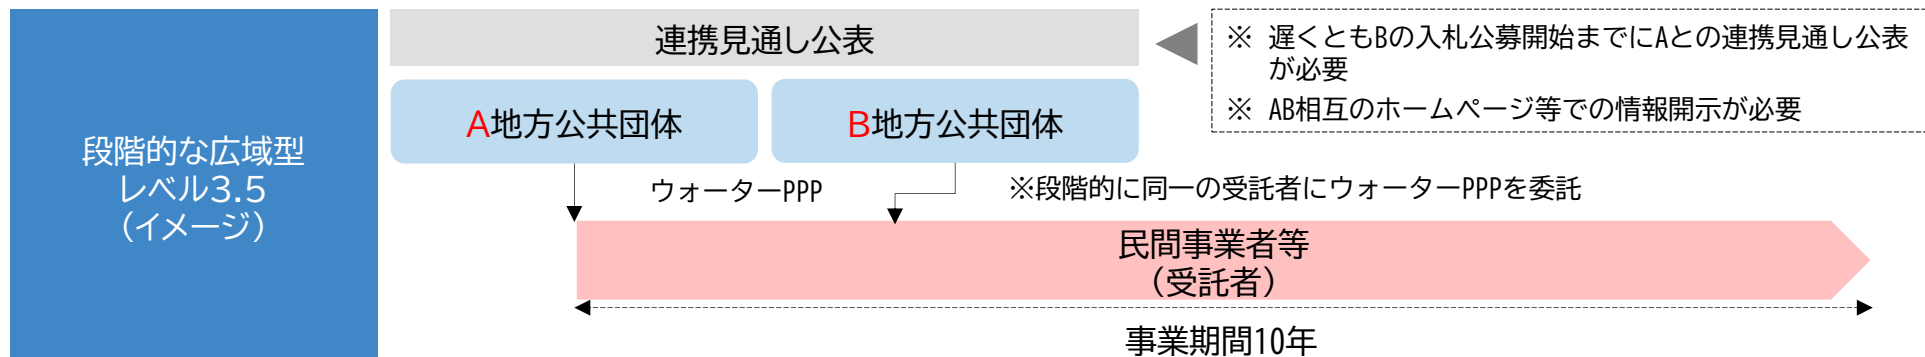 段階的な広域型
レベル3.5
(イメージ)
連携見通し公表
※ 遅くともBの入札公募開始までにAとの連携見通し公表
が必要
※ AB相互のホームページ等での情報開示が必要
A地方公共団体
B地方公共団体
ウォーターPPP
※段階的に同一の受託者にウォーターPPPを委託
民間事業者等
(受託者)
事業期間10年